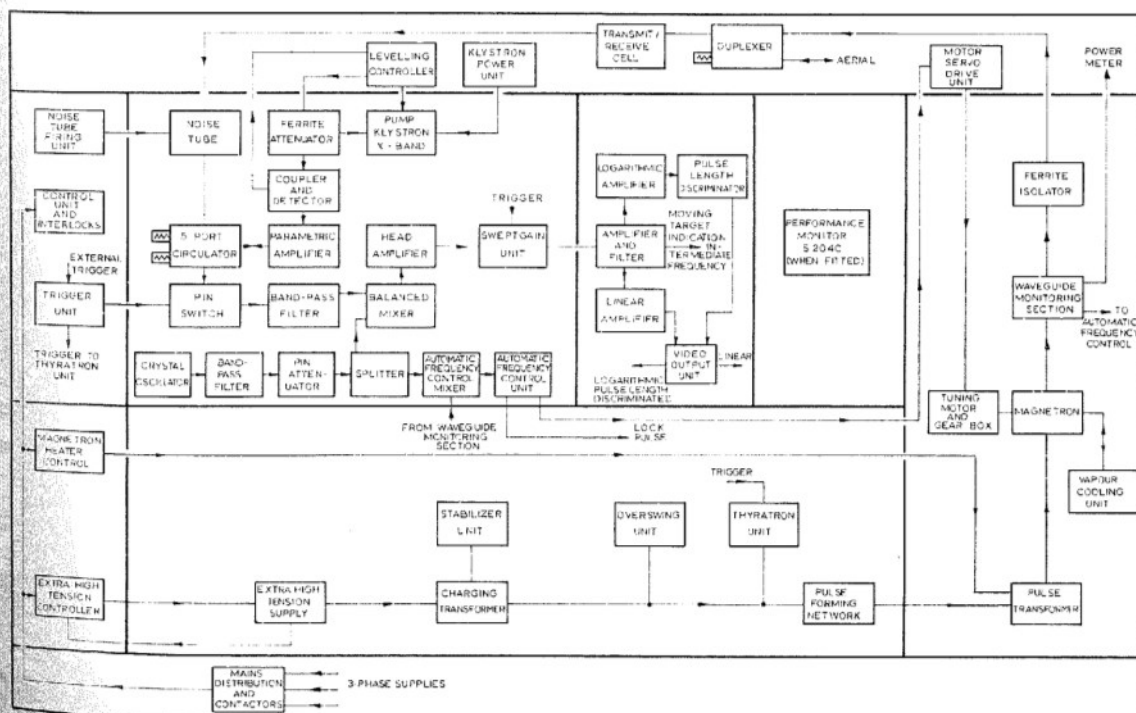 TRANSMIT/
RECEIVE
CELL
DUPLEXER
AERIAL
MOTOR
SERVO
DRIVE
UNIT
POWER
METER
LEVELLING
CONTROLLER
KLYSTRON
POWER
UNIT
NOISE
TUBE
FIRING
UNIT
NOISE
TUBE
FERRITE
ATTENUATOR
PUMP
KLYSTRON
X-BAND
COUPLER
AND
DETECTOR
LOGARITHMIC
AMPLIFIER
PULSE
LENGTH
DISCRIMINATOR
FERRITE
ISOLATOR
CONTROL
UNIT
AND
INTERLOCKS
5 PORT
CIRCULATOR
PARAMETRIC
AMPLIFIER
HEAD
AMPLIFIER
TRIGGER
SWEPTGAIN
UNIT
AMPLIFIER
AND
FILTER
MOVING
TARGET
INDICATION
IN-
TERMEDIATE
FREQUENCY
PERFORMANCE
MONITOR
S 204C
(WHEN FITTED)
EXTERNAL
TRIGGER
TRIGGER
UNIT
TRIGGER TO
THYRATRON
UNIT
PIN
SWITCH
BAND-PASS
FILTER
BALANCED
MIXER
LINEAR
AMPLIFIER
WAVEGUIDE
MONITORING
SECTION
TO
AUTOMATIC
FREQUENCY
CONTROL
CRYSTAL
OSCILLATOR
BAND-
PASS
FILTER
PIN
ATTEN-
UATOR
SPLITTER
AUTOMATIC
FREQUENCY
CONTROL
MIXER
AUTOMATIC
FREQUENCY
CONTROL
UNIT
VIDEO
OUTPUT
UNIT
LINEAR
LOGARITHMIC
PULSE LENGTH
DISCRIMINATED
FROM WAVEGUIDE
MONITORING
SECTION
LOCK
PULSE
TUNING
MOTOR
AND
GEAR BOX
MAGNETRON
MAGNETRON
HEATER
CONTROL
VAPOUR
COOLING
UNIT
STABILIZER
UNIT
OVERSWING
UNIT
TRIGGER
THYRATRON
UNIT
EXTRA HIGH
TENSION
CONTROLLER
EXTRA HIGH
TENSION
SUPPLY
CHARGING
TRANSFORMER
PULSE
FORMING
NETWORK
PULSE
TRANSFORMER
MAINS
DISTRIBUTION
AND
CONTACTORS
3-PHASE SUPPLIES